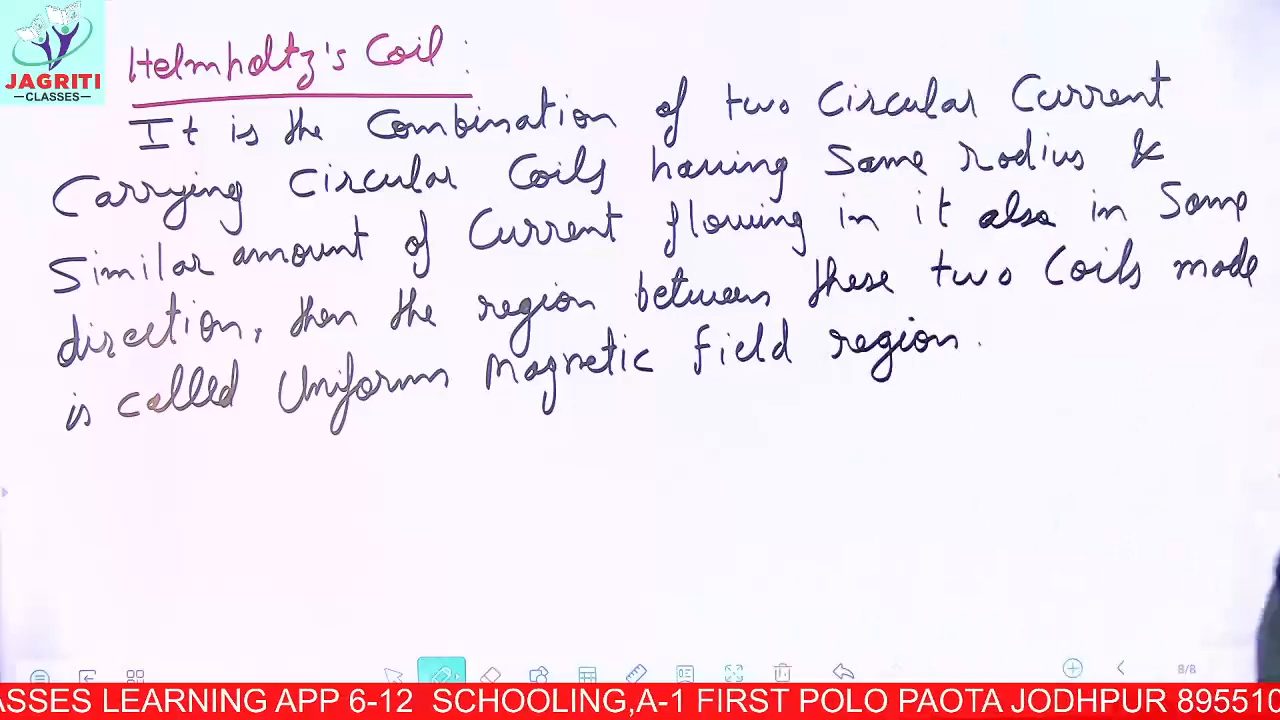 JAGRITI
—CLASSES—
Helmholtz's Coil :
It is the Combination of two Circular Current
Carrying Circular Coils having Same radius &
Similar amount of Current flowing in it also in Same
direction, then the region between these two Coils made
is called Uniform Magnetic field region.
8/8
ASSES LEARNING APP 6-12 SCHOOLING,A-1 FIRST POLO PAOTA JODHPUR 895510